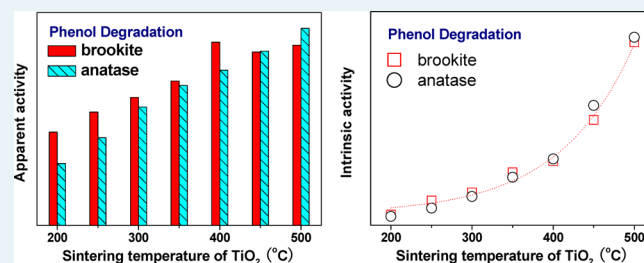 Phenol Degradation
brookite
anatase
Apparent activity
200 300 400 500
Sintering temperature of TiO₂ (°C)
Phenol Degradation
brookite
anatase
Intrinsic activity
200 300 400 500
Sintering temperature of TiO₂ (°C)